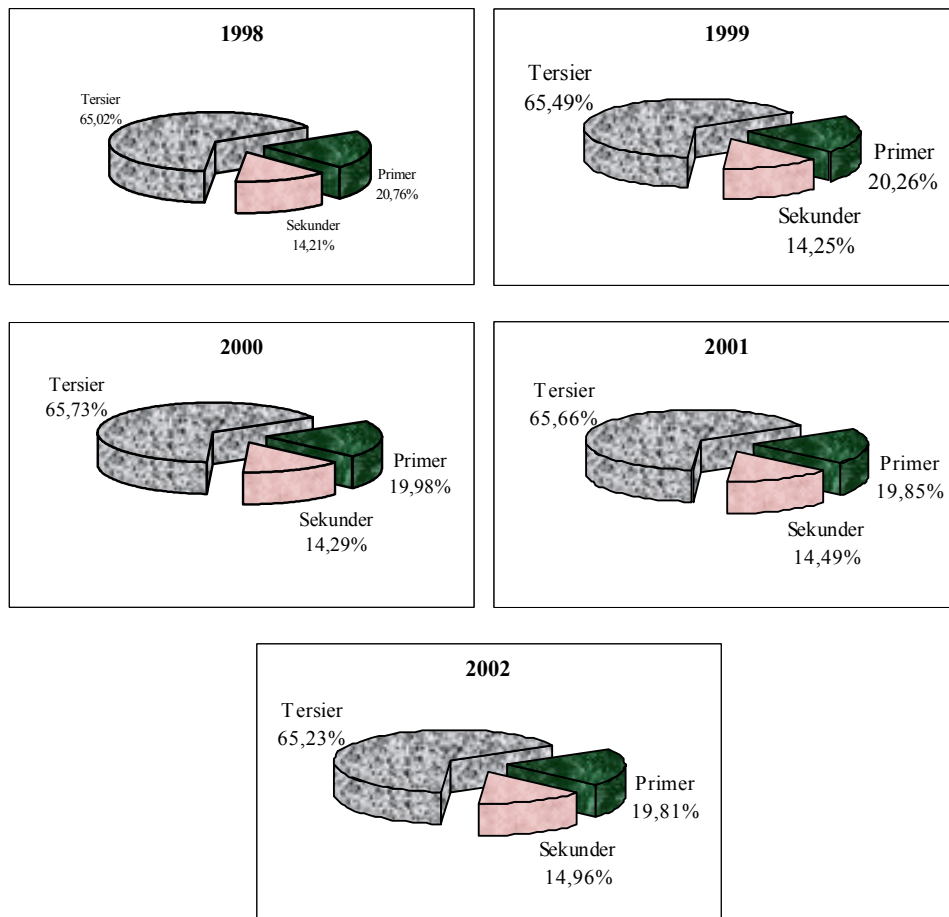 1998
Tersier
65,02%
Primer
20,76%
Sekunder
14,21%
1999
Tersier
65,49%
Primer
20,26%
Sekunder
14,25%
2000
Tersier
65,73%
Primer
19,98%
Sekunder
14,29%
2001
Tersier
65,66%
Primer
19,85%
Sekunder
14,49%
2002
Tersier
65,23%
Primer
19,81%
Sekunder
14,96%